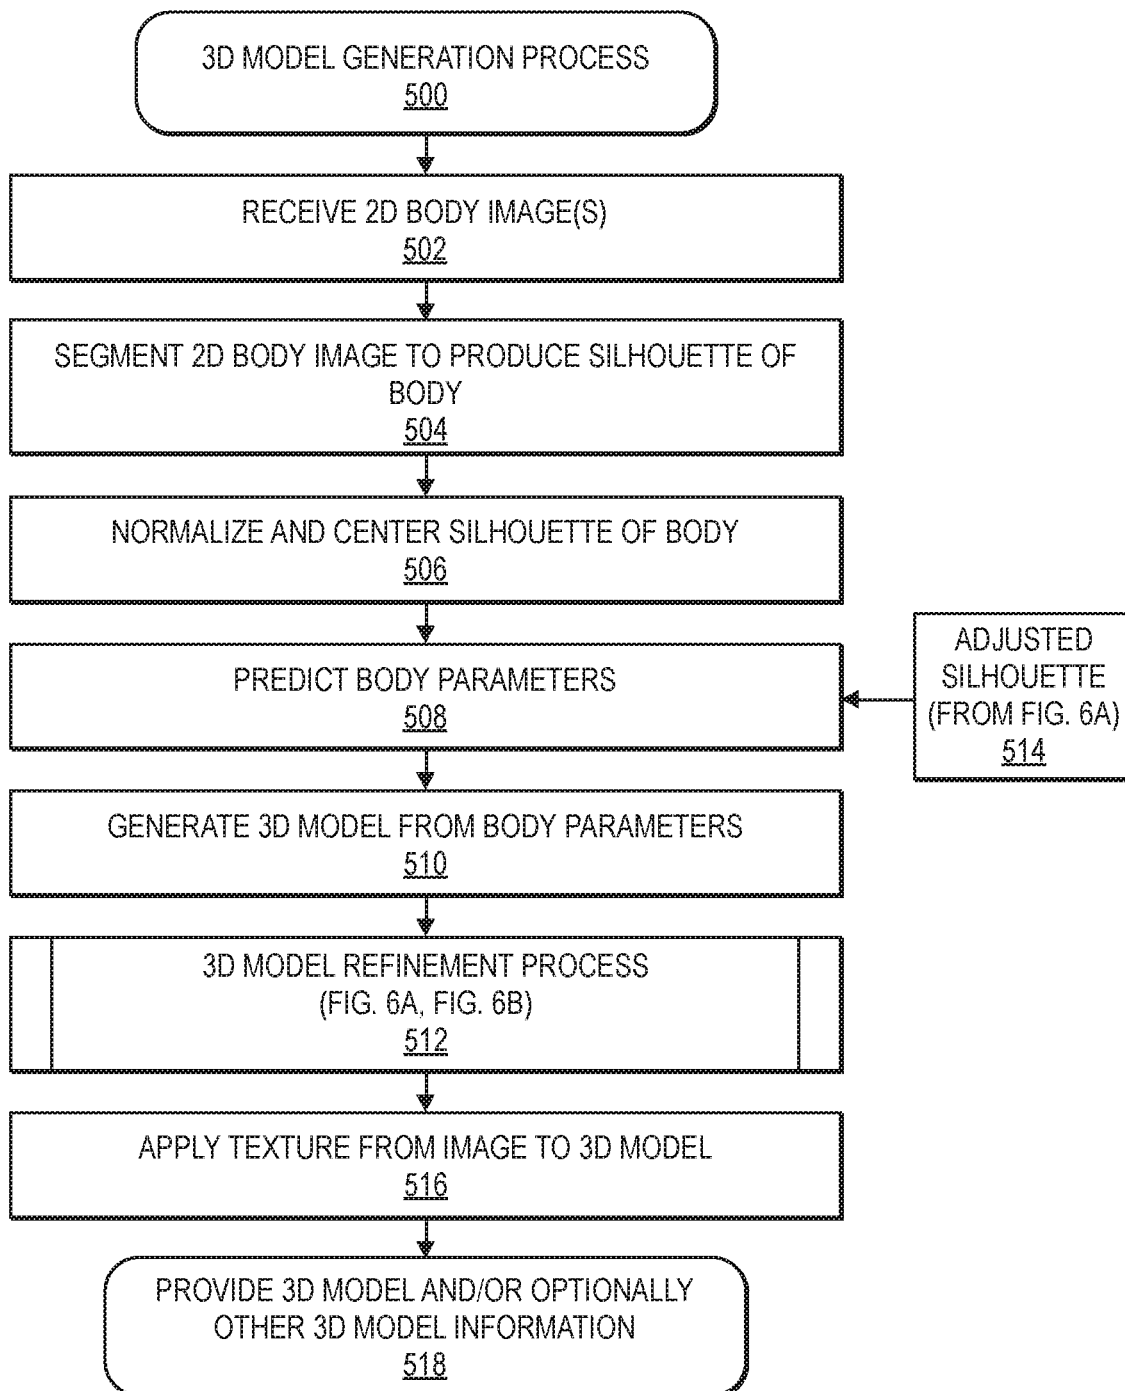 3D MODEL GENERATION PROCESS
500
RECEIVE 2D BODY IMAGE(S)
502
SEGMENT 2D BODY IMAGE TO PRODUCE SILHOUETTE OF
BODY
504
NORMALIZE AND CENTER SILHOUETTE OF BODY
506
PREDICT BODY PARAMETERS
508
ADJUSTED
SILHOUETTE
(FROM FIG. 6A)
514
GENERATE 3D MODEL FROM BODY PARAMETERS
510
3D MODEL REFINEMENT PROCESS
(FIG. 6A, FIG. 6B)
512
APPLY TEXTURE FROM IMAGE TO 3D MODEL
516
PROVIDE 3D MODEL AND/OR OPTIONALLY
OTHER 3D MODEL INFORMATION
518